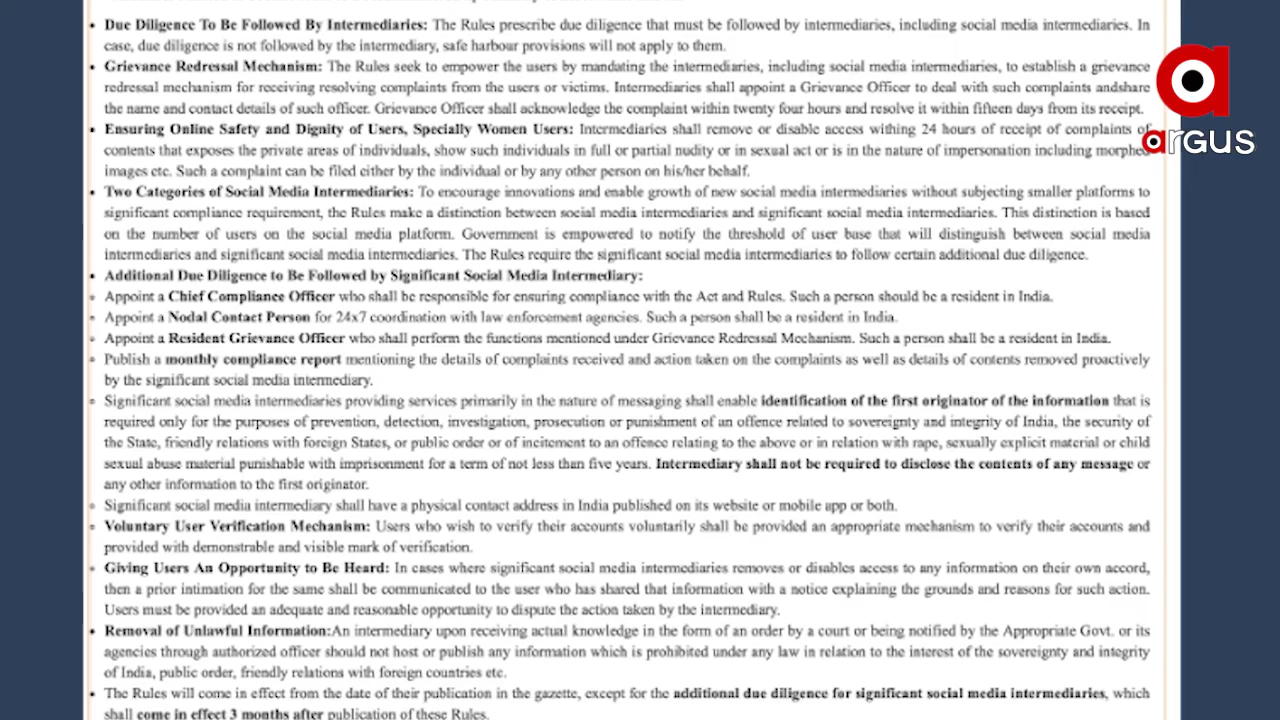 • Due Diligence To Be Followed By Intermediaries: The Rules prescribe due diligence that must be followed by intermediaries, including social media intermediaries. In
case, due diligence is not followed by the intermediary, safe harbour provisions will not apply to them.
• Grievance Redressal Mechanism: The Rules seek to empower the users by mandating the intermediaries, including social media intermediaries, to establish a grievance
redressal mechanism for receiving resolving complaints from the users or victims. Intermediaries shall appoint a Grievance Officer to deal with such complaints andshare
the name and contact details of such officer. Grievance Officer shall acknowledge the complaint within twenty four hours and resolve it within fifteen days from its receipt.
• Ensuring Online Safety and Dignity of Users, Specially Women Users: Intermediaries shall remove or disable access withing 24 hours of receipt of complaints of
contents that exposes the private areas of individuals, show such individuals in full or partial nudity or in sexual act or is in the nature of impersonation including morphed
images etc. Such a complaint can be filed either by the individual or by any other person on his/her behalf.
• Two Categories of Social Media Intermediaries: To encourage innovations and enable growth of new social media intermediaries without subjecting smaller platforms to
significant compliance requirement, the Rules make a distinction between social media intermediaries and significant social media intermediaries. This distinction is based
on the number of users on the social media platform. Government is empowered to notify the threshold of user base that will distinguish between social media
intermediaries and significant social media intermediaries. The Rules require the significant social media intermediaries to follow certain additional due diligence.
• Additional Due Diligence to Be Followed by Significant Social Media Intermediary:
Appoint a Chief Compliance Officer who shall be responsible for ensuring compliance with the Act and Rules. Such a person should be a resident in India.
Appoint a Nodal Contact Person for 24x7 coordination with law enforcement agencies. Such a person shall be a resident in India.
Appoint a Resident Grievance Officer who shall perform the functions mentioned under Grievance Redressal Mechanism. Such a person shall be a resident in India.
Publish a monthly compliance report mentioning the details of complaints received and action taken on the complaints as well as details of contents removed proactively
by the significant social media intermediary.
Significant social media intermediaries providing services primarily in the nature of messaging shall enable identification of the first originator of the information that is
required only for the purposes of prevention, detection, investigation, prosecution or punishment of an offence related to sovereignty and integrity of India, the security of
the State, friendly relations with foreign States, or public order or of incitement to an offence relating to the above or in relation with rape, sexually explicit material or child
sexual abuse material punishable with imprisonment for a term of not less than five years. Intermediary shall not be required to disclose the contents of any message or
any other information to the first originator.
Significant social media intermediary shall have a physical contact address in India published on its website or mobile app or both.
Voluntary User Verification Mechanism: Users who wish to verify their accounts voluntarily shall be provided an appropriate mechanism to verify their accounts and
provided with demonstrable and visible mark of verification.
Giving Users An Opportunity to Be Heard: In cases where significant social media intermediaries removes or disables access to any information on their own accord,
then a prior intimation for the same shall be communicated to the user who has shared that information with a notice explaining the grounds and reasons for such action.
Users must be provided an adequate and reasonable opportunity to dispute the action taken by the intermediary.
• Removal of Unlawful Information:An intermediary upon receiving actual knowledge in the form of an order by a court or being notified by the Appropriate Govt. or its
agencies through authorized officer should not host or publish any information which is prohibited under any law in relation to the interest of the sovereignty and integrity
of India, public order, friendly relations with foreign countries etc.
• The Rules will come in effect from the date of their publication in the gazette, except for the additional due diligence for significant social media intermediaries, which
shall come in effect 3 months after publication of these Rules.
argus